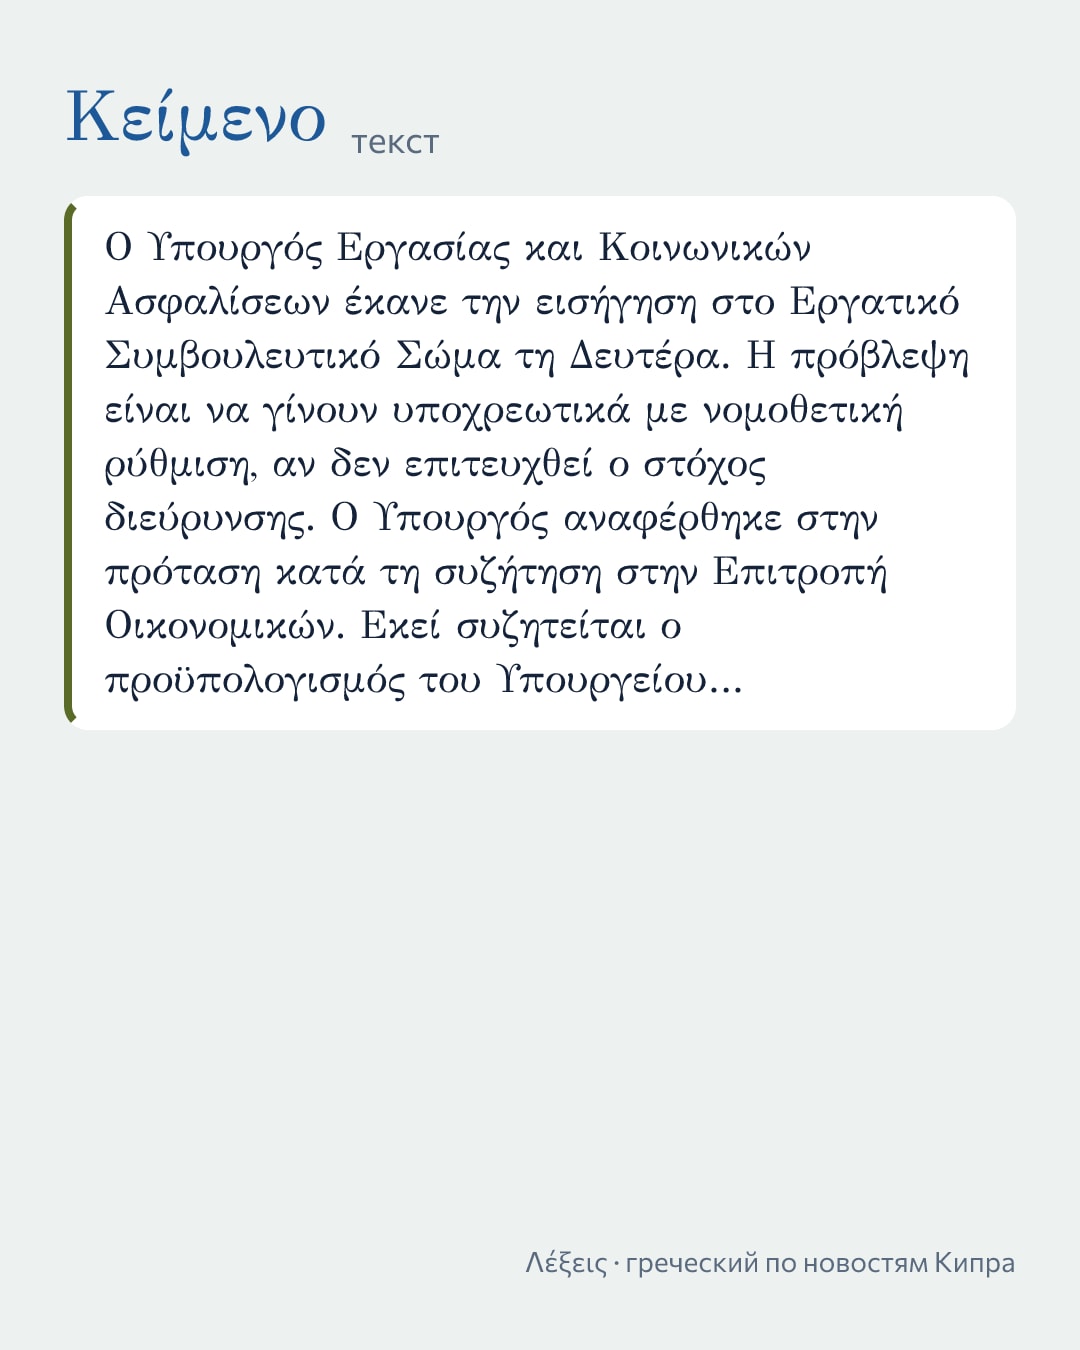 Κείμενο текст
Ο Υπουργός Εργασίας και Κοινωνικών
Ασφαλίσεων έκανε την εισήγηση στο Εργατικό
Συμβουλευτικό Σώμα τη Δευτέρα. Η πρόβλεψη
είναι να γίνουν υποχρεωτικά με νομοθετική
ρύθμιση, αν δεν επιτευχθεί ο στόχος
διεύρυνσης. Ο Υπουργός αναφέρθηκε στην
πρόταση κατά τη συζήτηση στην Επιτροπή
Οικονομικών. Εκεί συζητείται ο
προϋπολογισμός του Υπουργείου...
Λέξεις · греческий по новостям Кипра